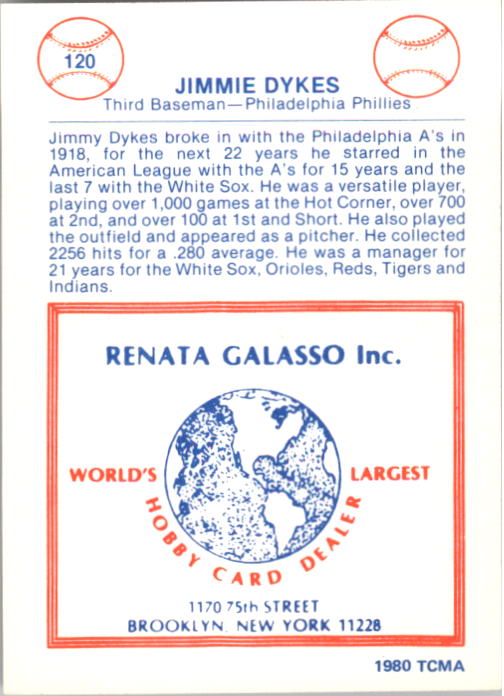 120
JIMMIE DYKES
Third Baseman—Philadelphia Phillies
Jimmy Dykes broke in with the Philadelphia A's in
1918, for the next 22 years he starred in the
American League with the A's for 15 years and the
last 7 with the White Sox. He was a versatile player,
playing over 1,000 games at the Hot Corner, over 700
at 2nd, and over 100 at 1st and Short. He also played
the outfield and appeared as a pitcher. He collected
2256 hits for a .280 average. He was a manager for
21 years for the White Sox, Orioles, Reds, Tigers and
Indians.
RENATA GALASSO Inc.
WORLD'S LARGEST
HOBBY CARD DEALER
1170 75th STREET
BROOKLYN, NEW YORK 11228
1980 TCMA